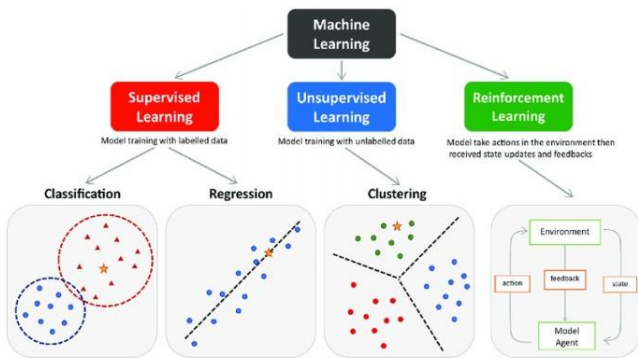 Machine
Learning
Supervised
Learning
Unsupervised
Learning
Reinforcement
Learning
Model training with labelled data
Model training with unlabelled data
Model take actions in the environment then
received state updates and feedbacks
Classification
Regression
Clustering
Environment
action
feedback
state
Model
Agent